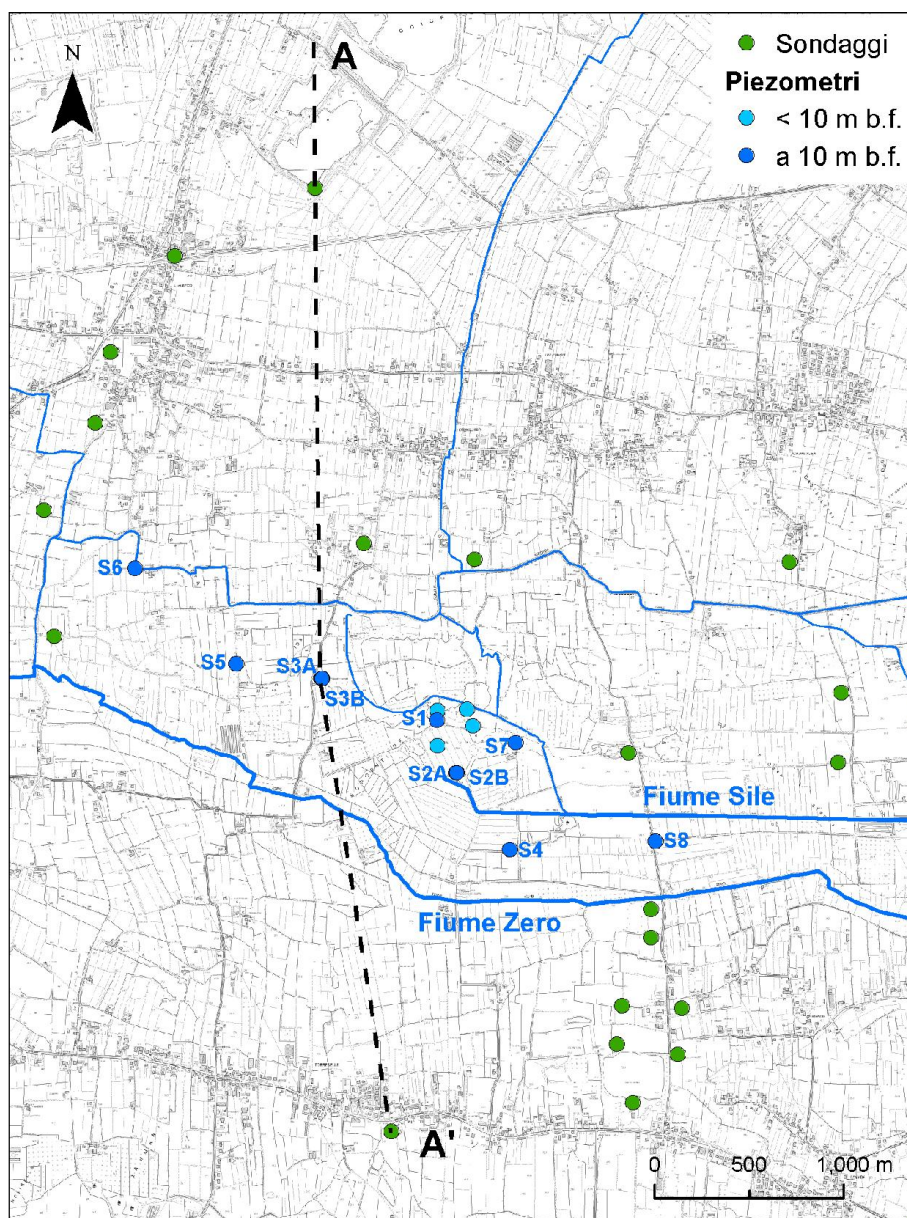 N
A
Sondaggi
Piezometri
< 10 m b.f.
a 10 m b.f.
S6
S5
S3A
S3B
S1
S7
S2A
S2B
Fiume Sile
S4
S8
Fiume Zero
A'
0
500
1,000 m